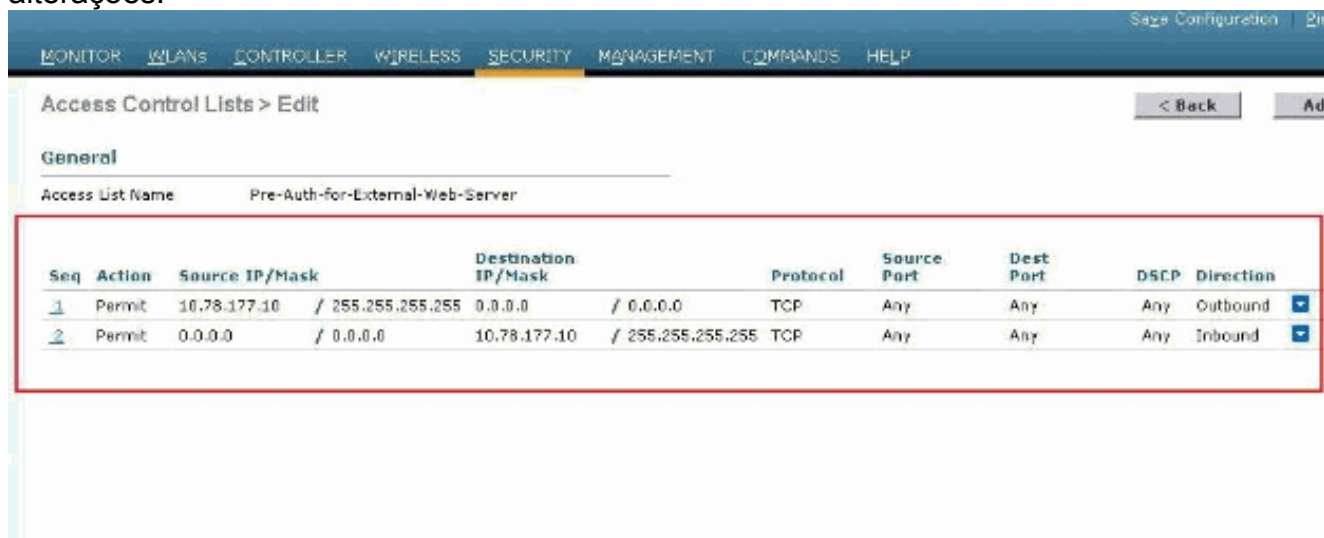 alterações.
Save Configuration
MONITOR WLANs CONTROLLER WIRELESS SECURITY MANAGEMENT COMMANDS HELP
Access Control Lists > Edit
< Back
General
Access List Name Pre-Auth-for-External-Web-Server
Seq Action Source IP/Mask Destination IP/Mask Protocol Source Port Dest Port DSCP Direction
1 Permit 10.78.177.10 / 255.255.255.255 0.0.0.0 / 0.0.0.0 TCP Any Any Any Outbound
2 Permit 0.0.0.0 / 0.0.0.0 10.78.177.10 / 255.255.255.255 TCP Any Any Any Inbound